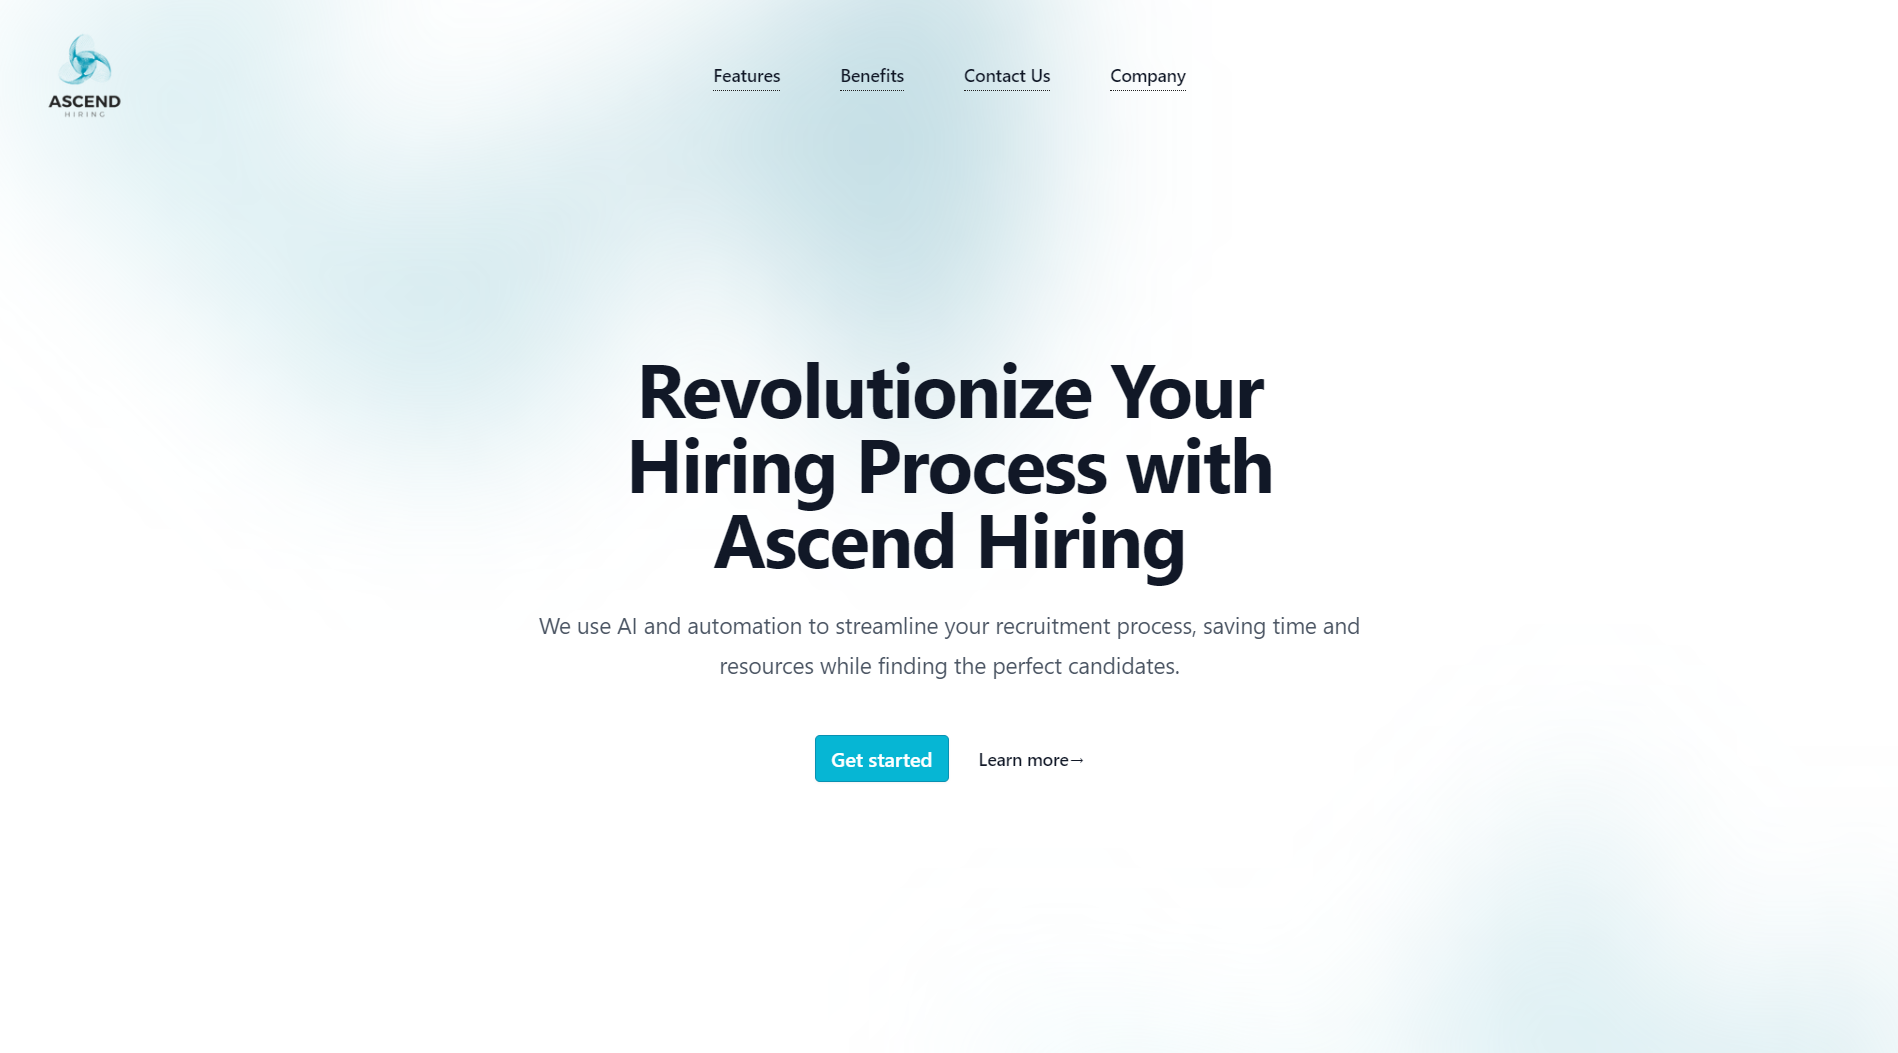 ASCEND
HIRING
Features
Benefits
Contact Us
Company
Revolutionize Your
Hiring Process with
Ascend Hiring
We use AI and automation to streamline your recruitment process, saving time and
resources while finding the perfect candidates.
Get started
Learn more→